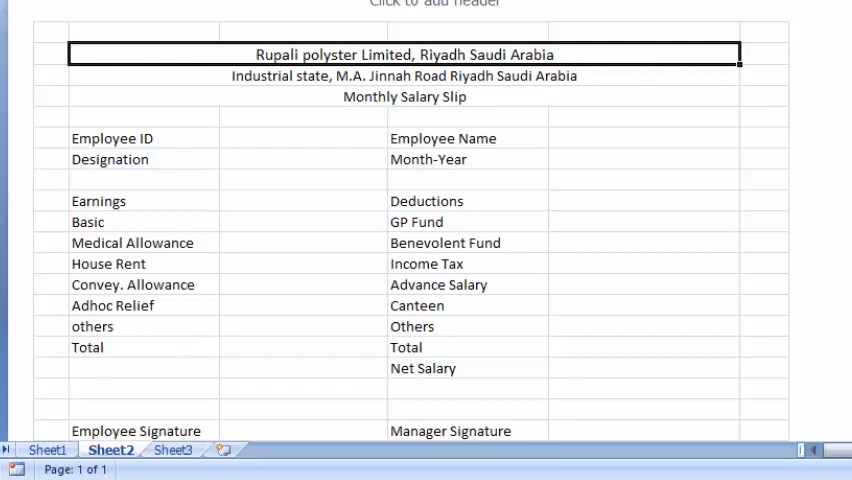 Click to add header
Rupali polyster Limited, Riyadh Saudi Arabia
Industrial state, M.A. Jinnah Road Riyadh Saudi Arabia
Monthly Salary Slip
Employee ID Employee Name
Designation Month-Year
Earnings Deductions
Basic GP Fund
Medical Allowance Benevolent Fund
House Rent Income Tax
Convey. Allowance Advance Salary
Adhoc Relief Canteen
others Others
Total Total
Net Salary
Employee Signature Manager Signature
Sheet1 Sheet2 Sheet3
Page: 1 of 1